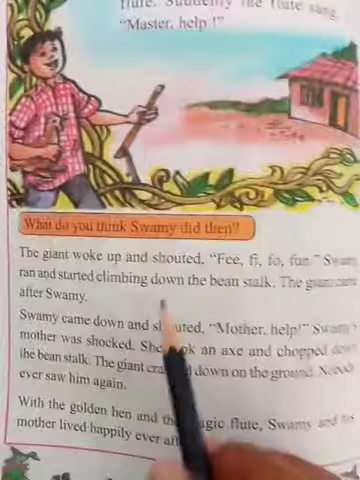 flute. Suddenly the flute sang,
"Master, help !"
What do you think Swamy did then?
The giant woke up and shouted, "Fee, fi, fo, fun." Swamy
ran and started climbing down the bean stalk. The giant came
after Swamy.
Swamy came down and shouted, "Mother, help!" Swamy's
mother was shocked. She took an axe and chopped down
the bean stalk. The giant down on the ground. Nobody
ever saw him again.
With the golden hen and the magic flute, Swamy and his
mother lived happily ever